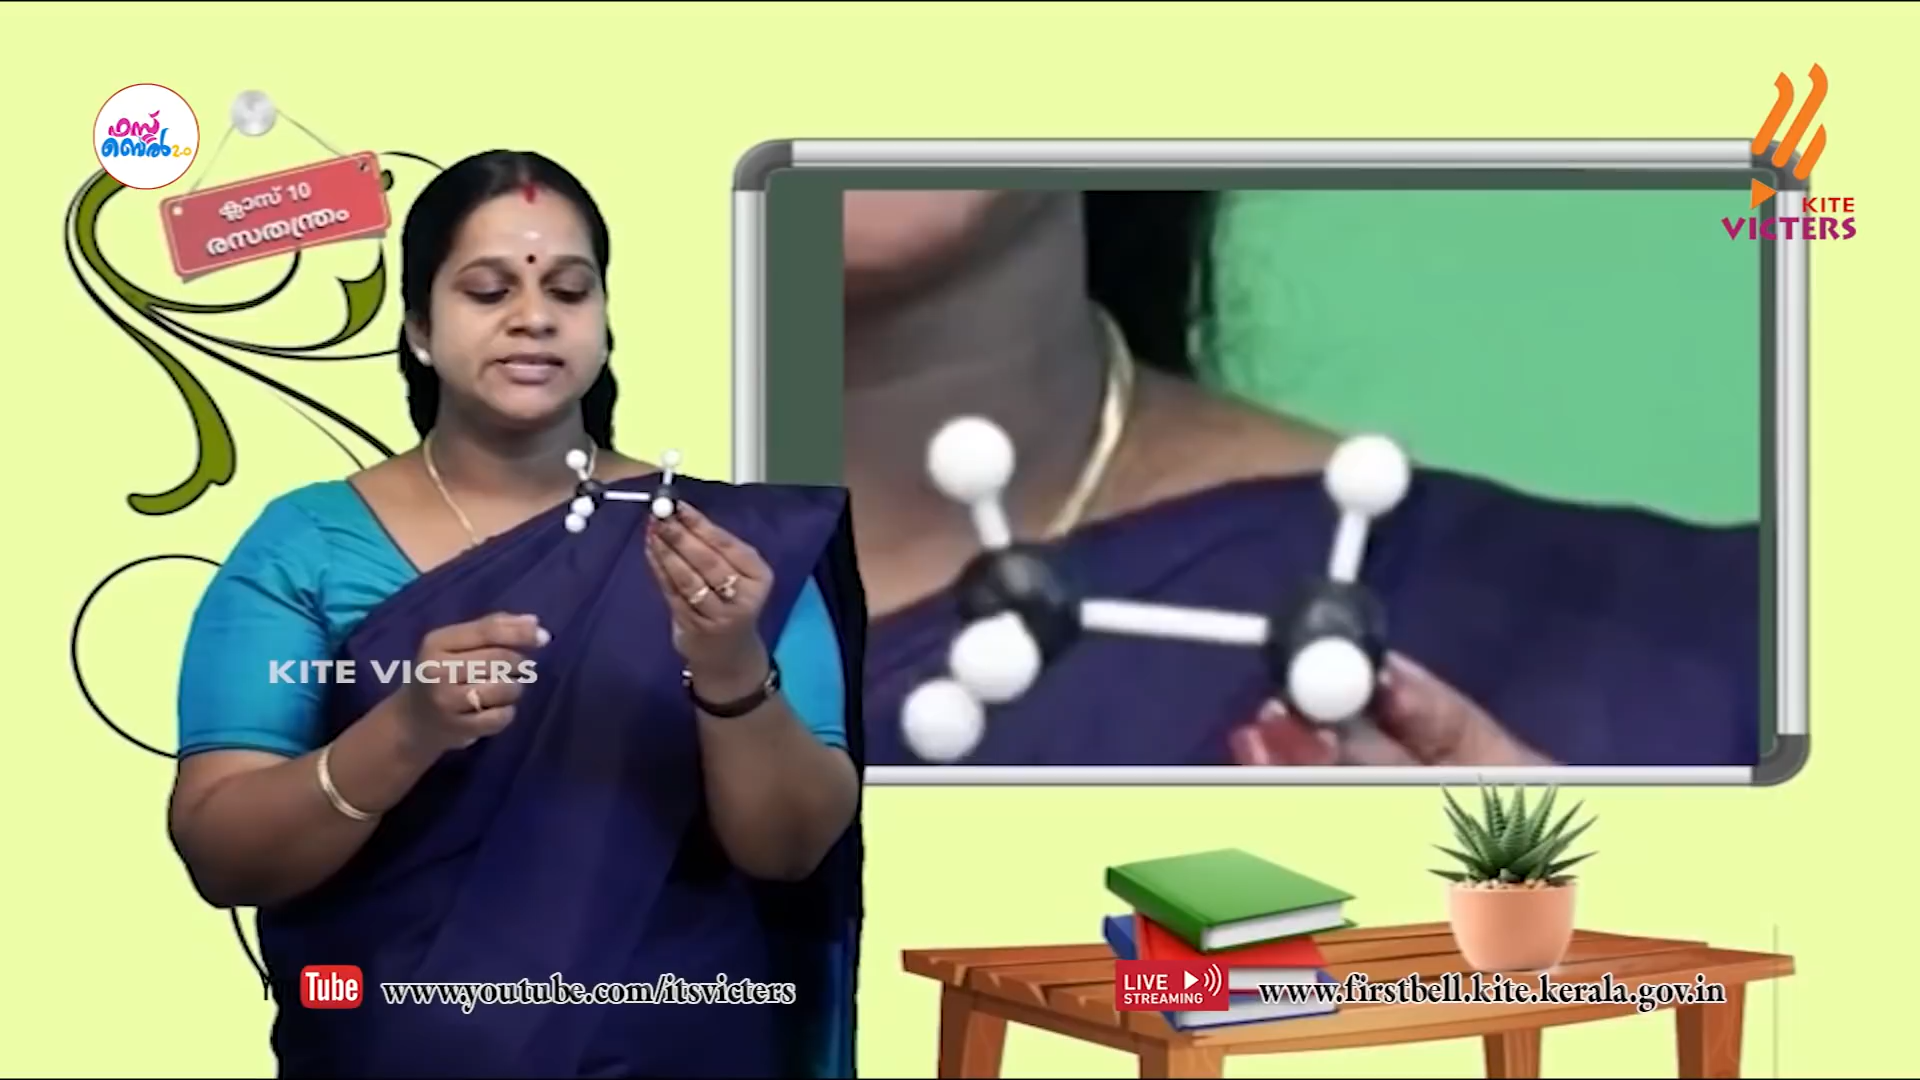 ഫസ്റ്റ്
ബെൽ 2.0
ക്ലാസ് 10
രസതന്ത്രം
KITE
VICTERS
KITE VICTERS
Tube
www.youtube.com/itsvicters
LIVE
STREAMING
www.firstbell.kite.kerala.gov.in